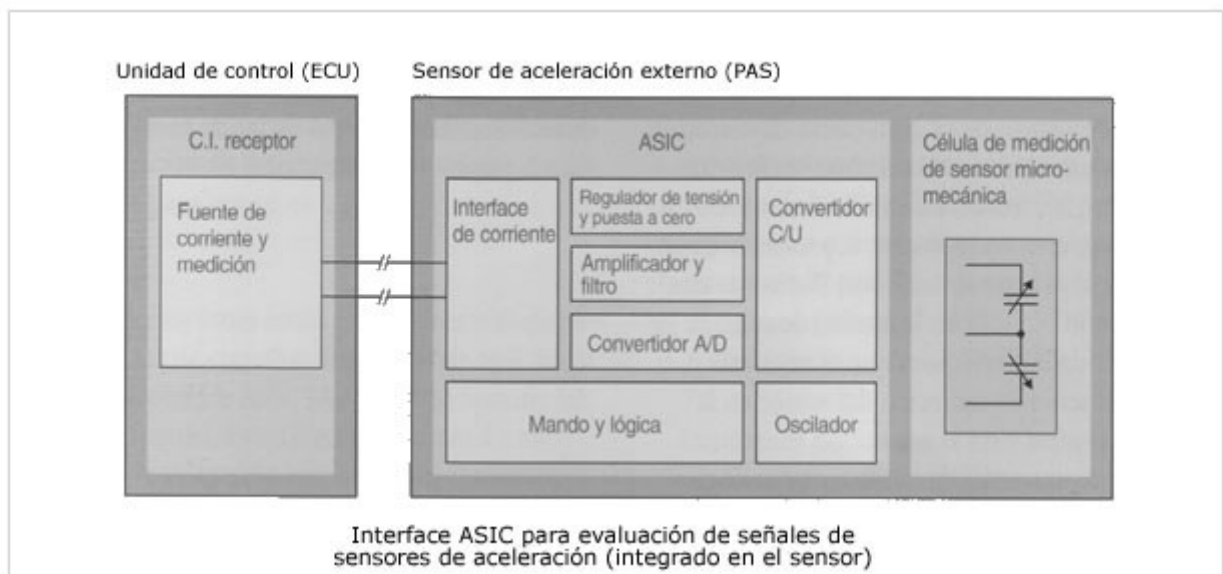 Unidad de control (ECU)
Sensor de aceleración externo (PAS)
C.I. receptor
Fuente de
corriente y
medición
ASIC
Interface
de corriente
Regulador de tensión
y puesta a cero
Amplificador y
filtro
Convertidor A/D
Convertidor
C/U
Mando y lógica
Oscilador
Célula de medición
de sensor micro-
mecánica
Interface ASIC para evaluación de señales de
sensores de aceleración (integrado en el sensor)